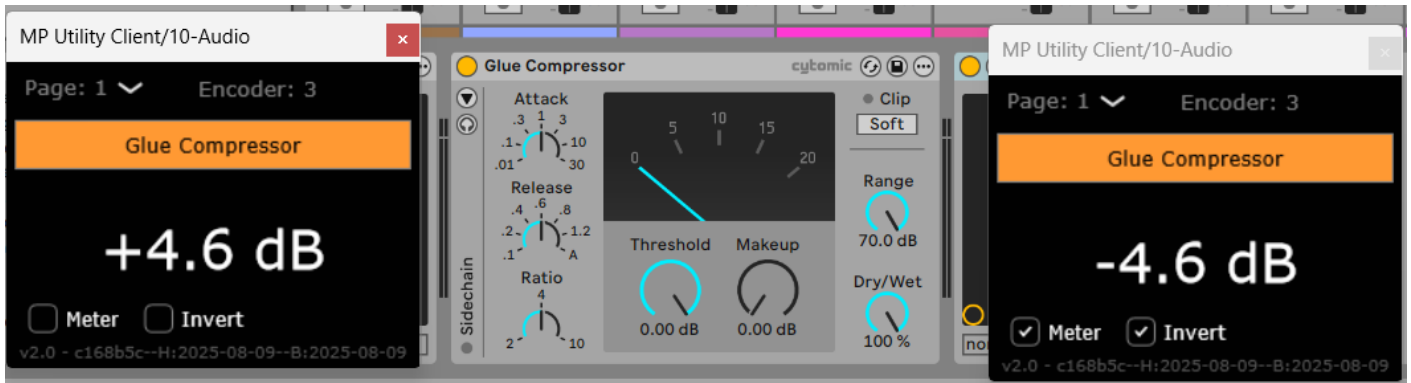 MP Utility Client/10-Audio
Page: 1 Encoder: 3
Glue Compressor
+4.6 dB
Meter Invert
v2.0 - c168b5c--H:2025-08-09--B:2025-08-09
Glue Compressor cytomic
Sidechain
Attack
.01 .1 .3 1 3 10 30
Release
.1 .2 .4 .6 .8 1.2 A
Ratio
2 4 10
0 5 10 15 20
Threshold Makeup
0.00 dB 0.00 dB
Clip
Soft
Range
70.0 dB
Dry/Wet
100 %
MP Utility Client/10-Audio
Page: 1 Encoder: 3
Glue Compressor
-4.6 dB
Meter Invert
v2.0 - c168b5c--H:2025-08-09--B:2025-08-09